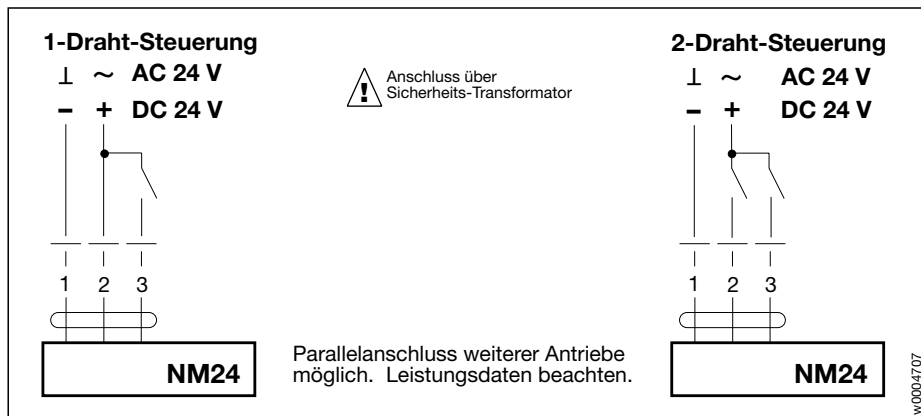 1-Draht-Steuerung
⊥ ~ AC 24 V
– + DC 24 V
1 2 3
NM24
Anschluss über
Sicherheits-Transformator
Parallelanschluss weiterer Antriebe
möglich. Leistungsdaten beachten.
2-Draht-Steuerung
⊥ ~ AC 24 V
– + DC 24 V
1 2 3
NM24
w0004707